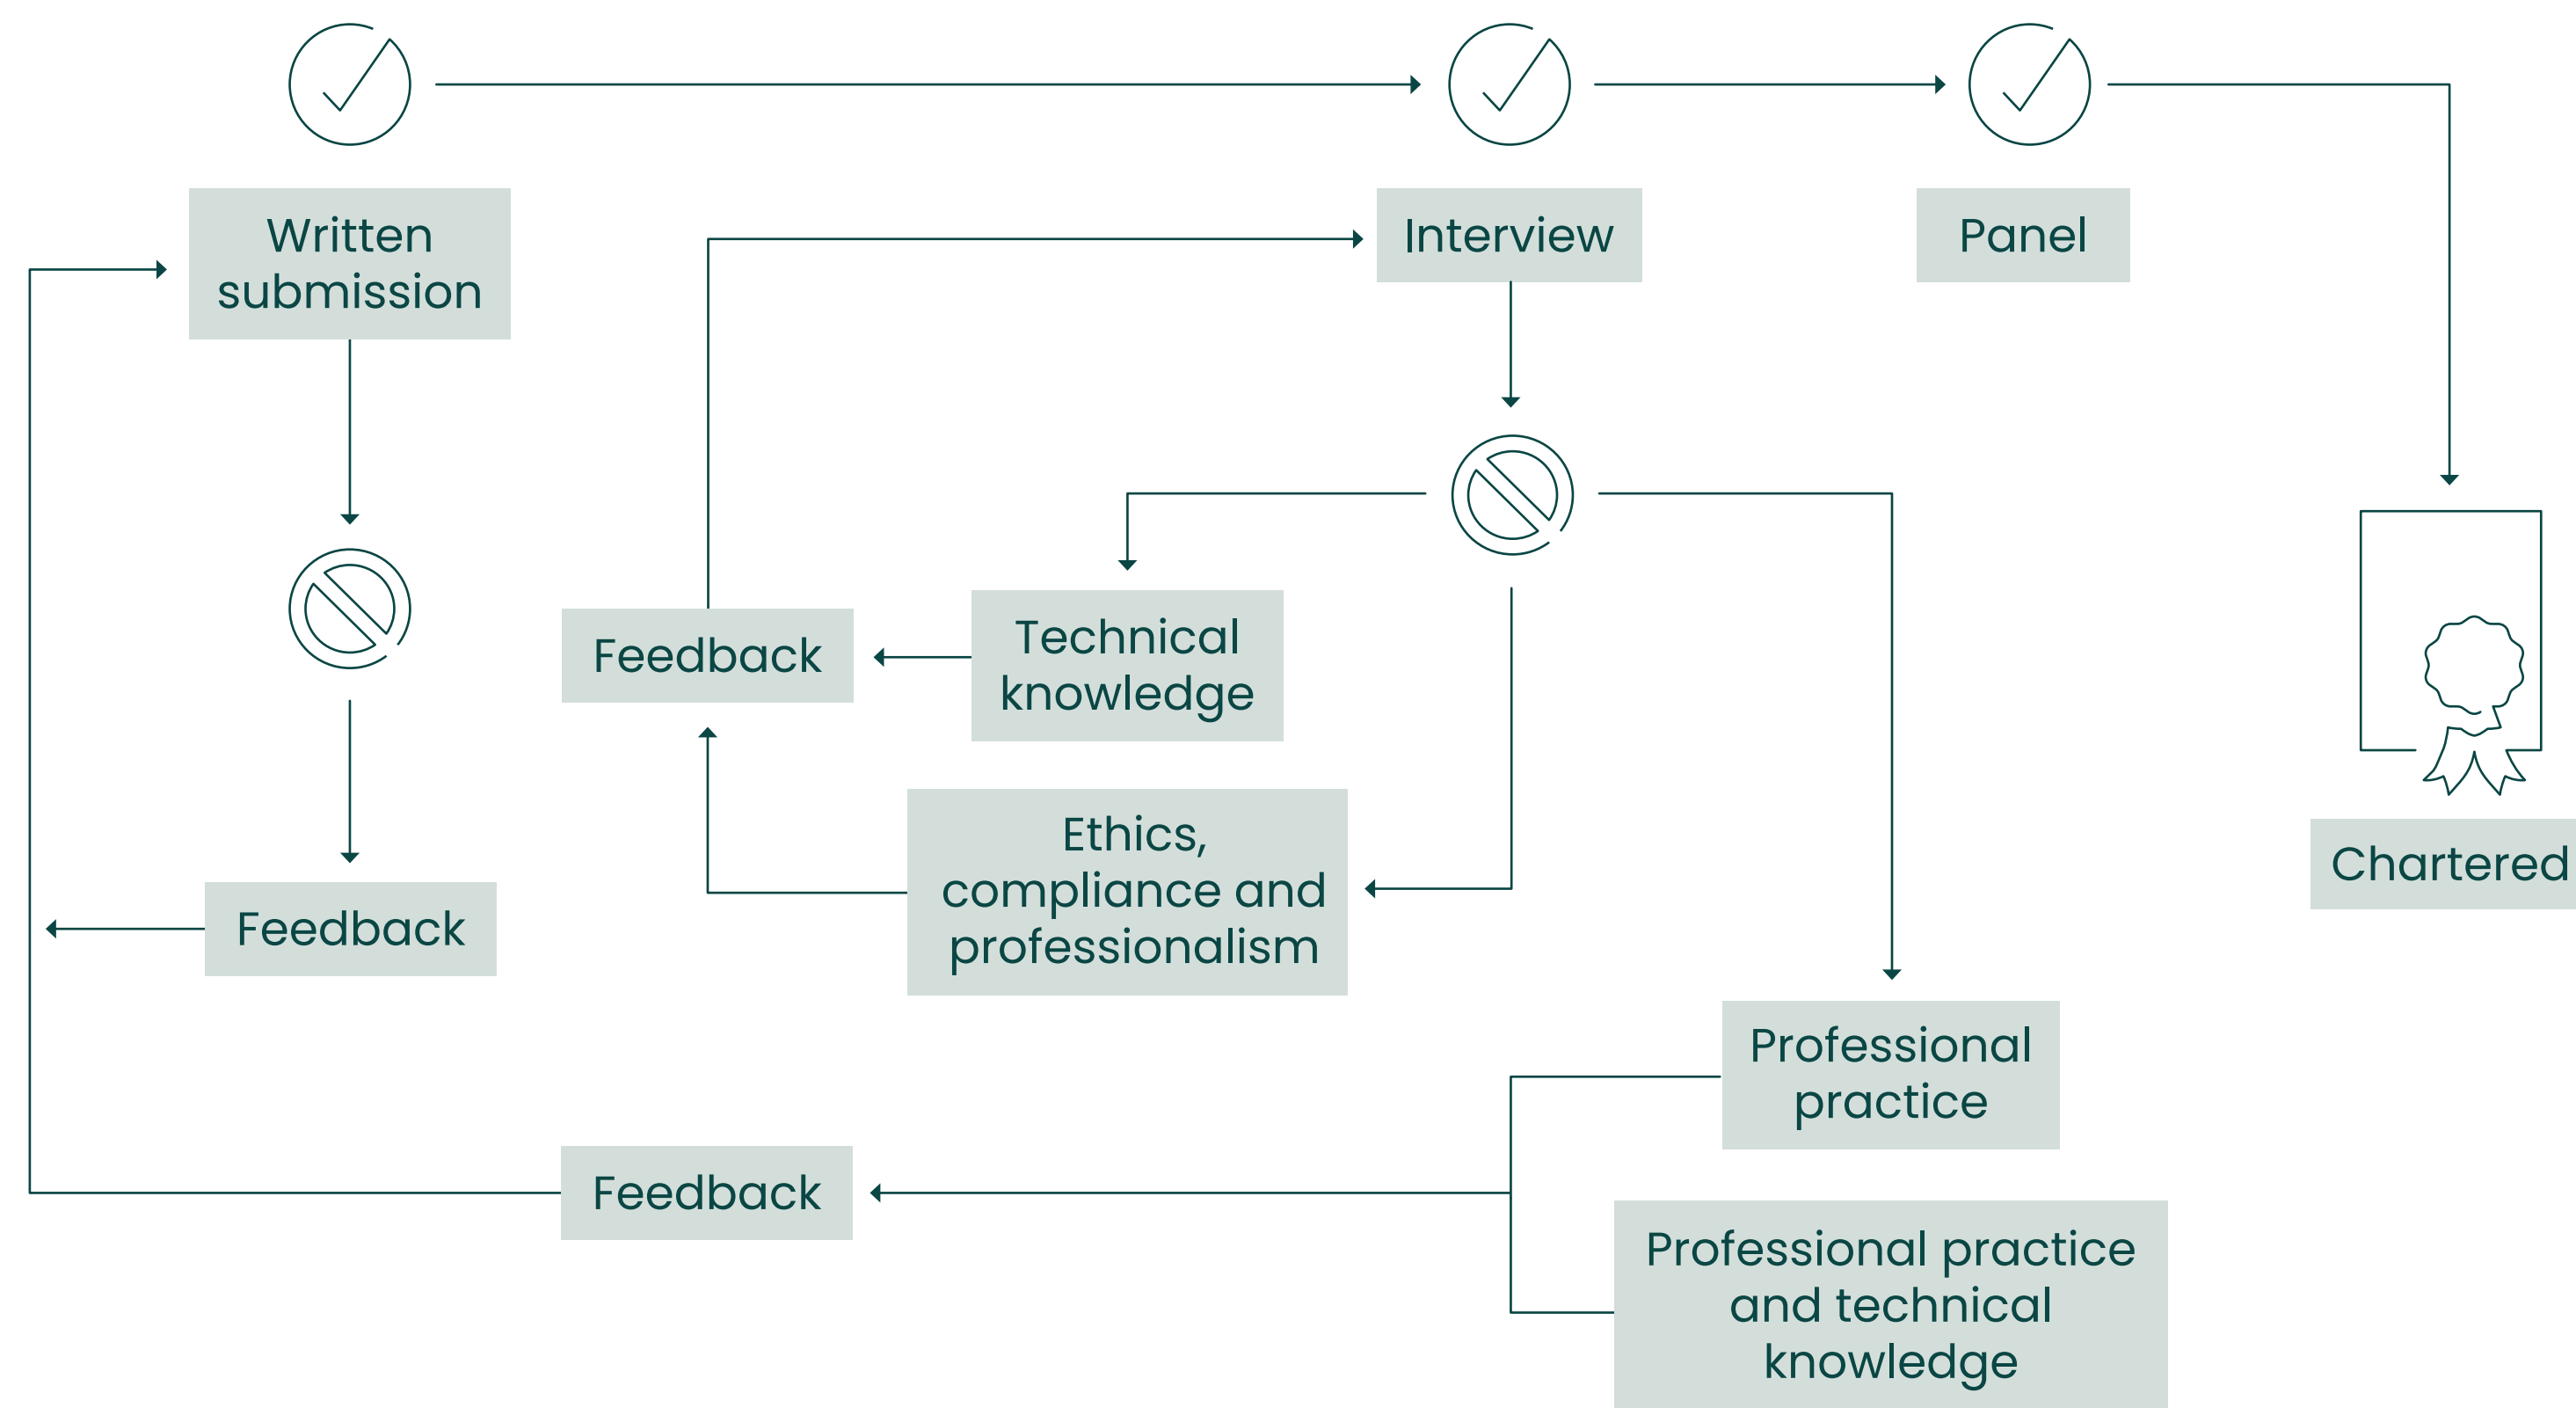 Written
submission
Interview
Panel
Feedback
Technical
knowledge
Ethics,
compliance and
professionalism
Chartered
Feedback
Professional
practice
Feedback
Professional practice
and technical
knowledge